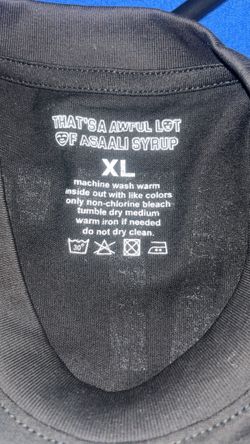 THAT'S A AWFUL LOT
OF ASAALI SYRUP
XL
machine wash warm
inside out with like colors
only non-chlorine bleach
tumble dry medium
warm iron if needed
do not dry clean.
30°